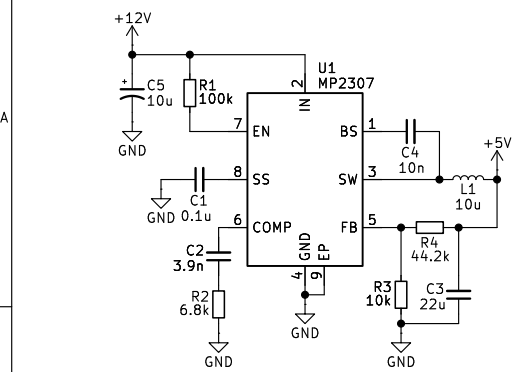 +12V
U1
MP2307
C5
10u
R1
100k
2
IN
A
7
EN
BS
1
+5V
C4
10n
GND
8
SS
SW
3
L1
10u
C1
0.1u
GND
6
COMP
FB
5
C2
3.9n
GND
EP
R4
44.2k
4
9
R3
10k
C3
22u
R2
6.8k
GND
GND
GND